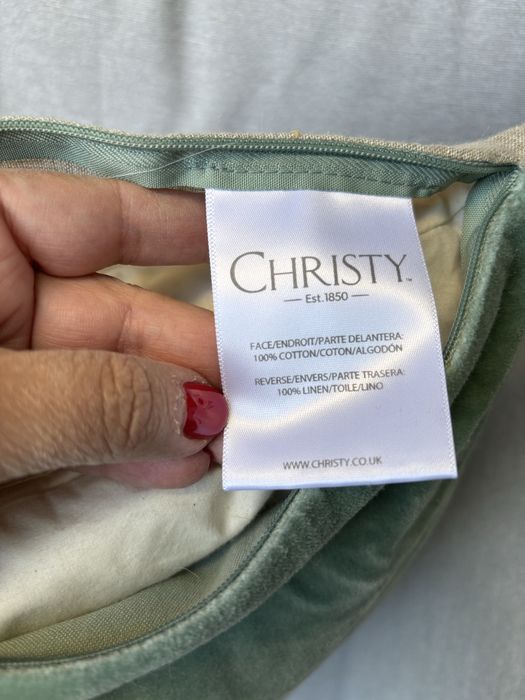 CHRISTY™
Est.1850
FACE/ENDROIT/PARTE DELANTERA:
100% COTTON/COTON/ALGODÓN
REVERSE/ENVERS/PARTE TRASERA:
100% LINEN/TOILE/LINO
WWW.CHRISTY.CO.UK